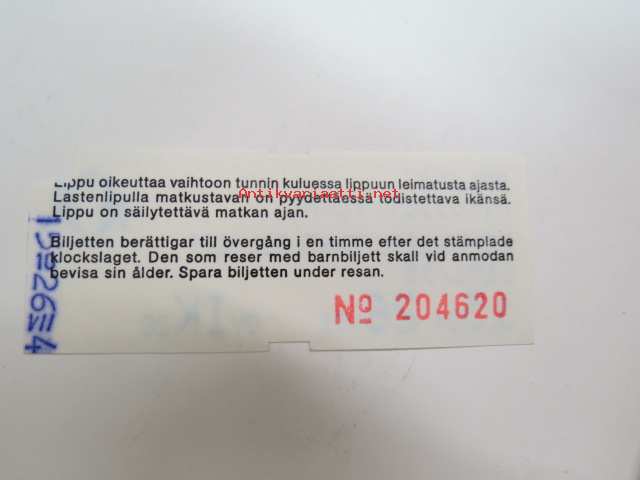 Lippu oikeuttaa vaihtoon tunnin kuluessa lippuun leimatusta ajasta.
Antikvariaatti.net
Lastenlipulla matkustavan on pyydettäessä todistettava ikänsä.
Lippu on säilytettävä matkan ajan.
Biljetten berättigar till övergång i en timme efter det stämplade
klockslaget. Den som reser med barnbiljett skall vid anmodan
bevisa sin ålder. Spara biljetten under resan.
№ 204620